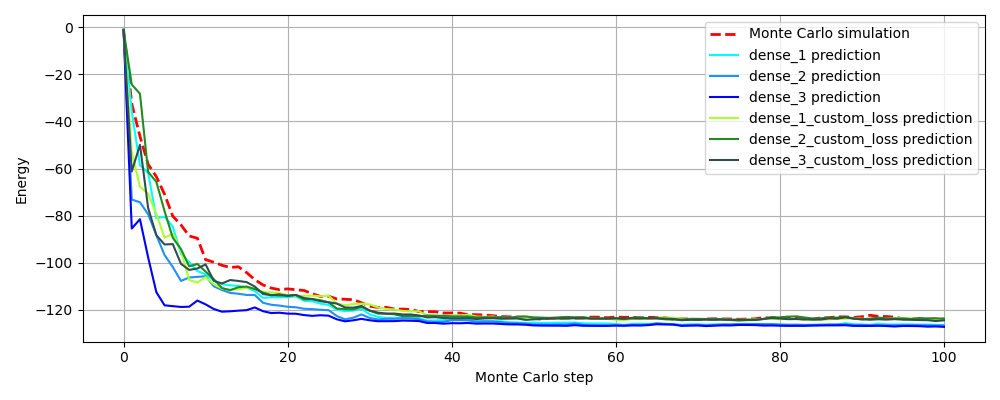 0
−20
−40
−60
−80
−100
−120
Energy
0
20
40
60
80
100
Monte Carlo step
Monte Carlo simulation
dense_1 prediction
dense_2 prediction
dense_3 prediction
dense_1_custom_loss prediction
dense_2_custom_loss prediction
dense_3_custom_loss prediction